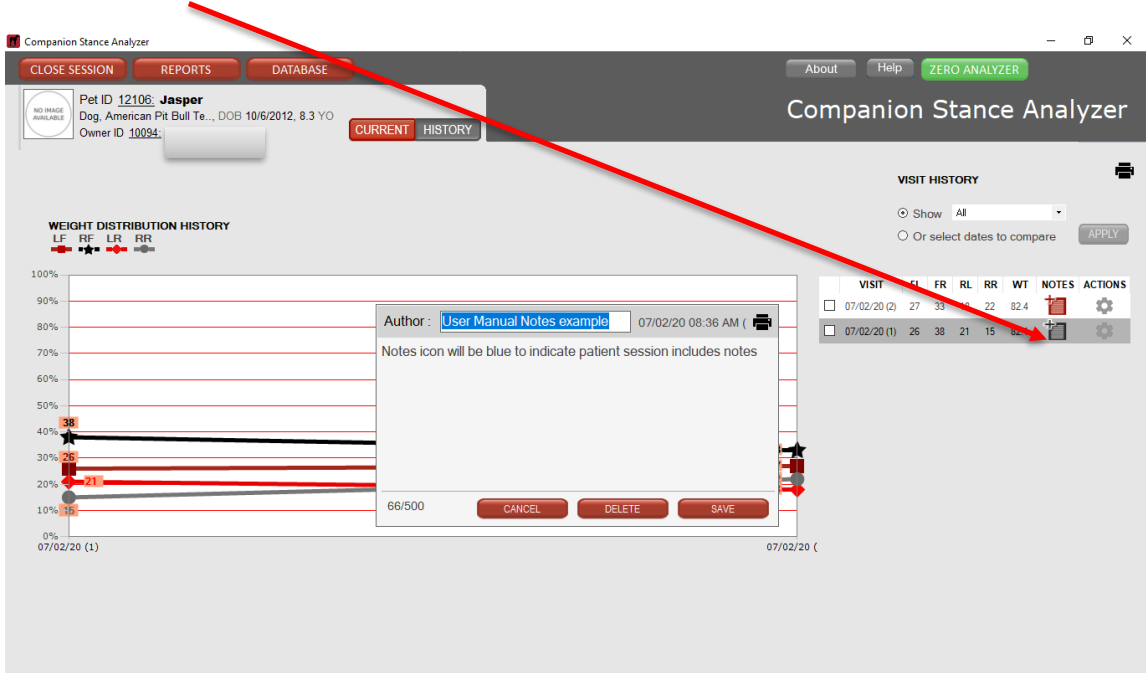 Companion Stance Analyzer
CLOSE SESSION REPORTS DATABASE About Help ZERO ANALYZER
NO IMAGE
AVAILABLE
Pet ID 12106: Jasper
Dog, American Pit Bull Te.., DOB 10/6/2012, 8.3 YO
Owner ID 10094:
CURRENT HISTORY
Companion Stance Analyzer
VISIT HISTORY
Show All
Or select dates to compare APPLY
WEIGHT DISTRIBUTION HISTORY
LF RF LR RR
100%
90%
80%
70%
60%
50%
40%
30%
20%
10%
0%
38
26
21
15
07/02/20 (1)
07/02/20 (
VISIT FL FR RL RR WT NOTES ACTIONS
07/02/20 (2) 27 33 22 82.4
07/02/20 (1) 26 38 21 15
Author : User Manual Notes example 07/02/20 08:36 AM (
Notes icon will be blue to indicate patient session includes notes
66/500 CANCEL DELETE SAVE